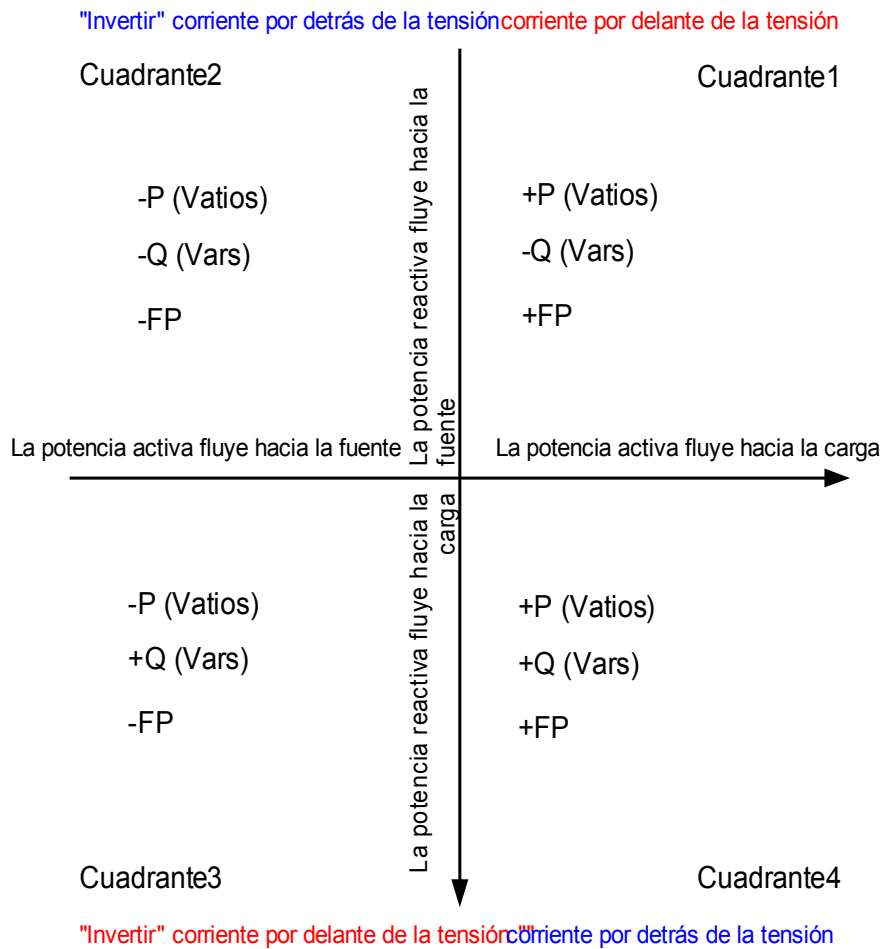 "Invertir" corriente por detrás de la tensión
corriente por delante de la tensión
Cuadrante2
Cuadrante1
-P (Vatios)
-Q (Vars)
-FP
La potencia reactiva fluye hacia la
fuente
+P (Vatios)
-Q (Vars)
+FP
La potencia activa fluye hacia la fuente
La potencia activa fluye hacia la carga
-P (Vatios)
+Q (Vars)
-FP
La potencia reactiva fluye hacia la
carga
+P (Vatios)
+Q (Vars)
+FP
Cuadrante3
Cuadrante4
"Invertir" corriente por delante de la tensión ""
corriente por detrás de la tensión